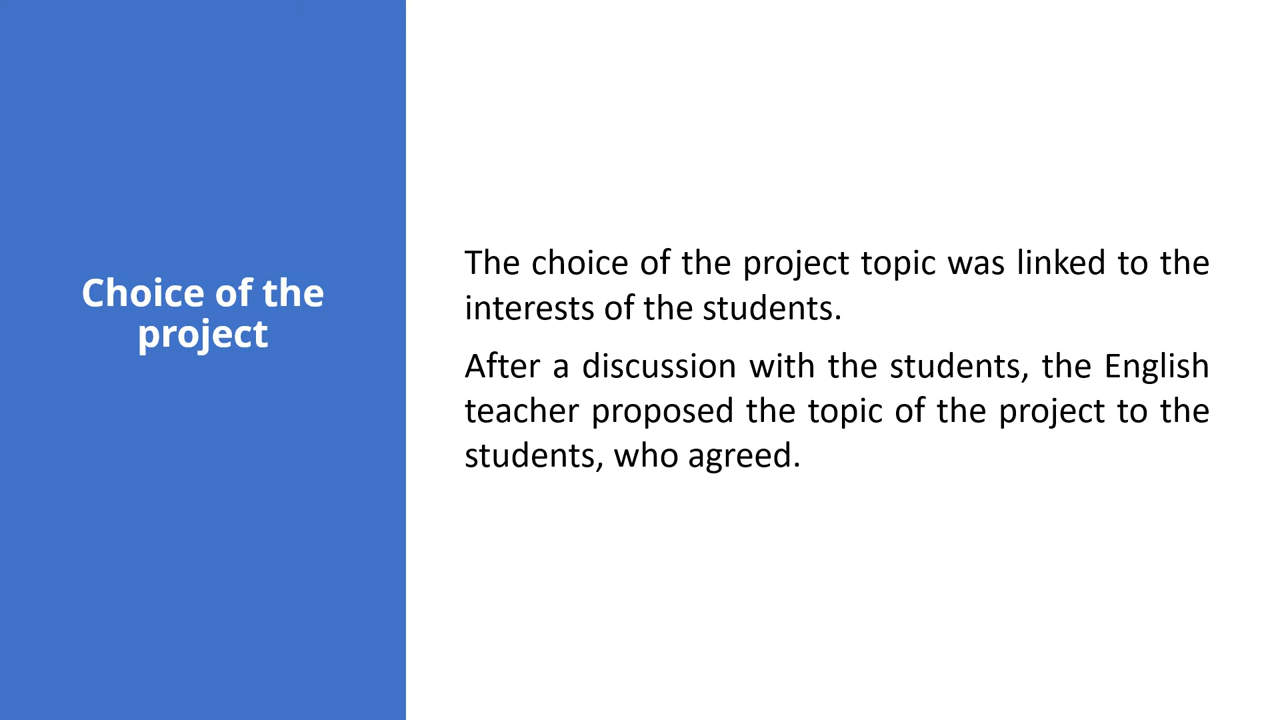 Choice of the
project
The choice of the project topic was linked to the
interests of the students.
After a discussion with the students, the English
teacher proposed the topic of the project to the
students, who agreed.